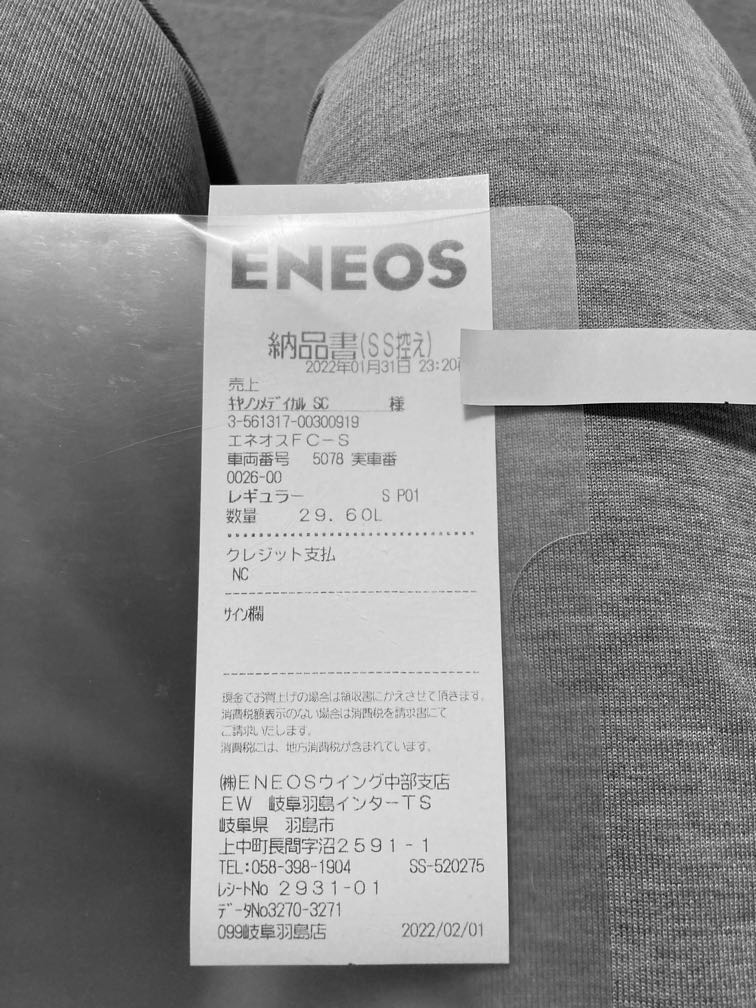 ENEOS
納品書(SS控え)
2022年01月31日 23:20
売上
ｷﾔﾉﾝﾒﾃﾞｲｶﾙ SC 様
3-561317-00300919
エネオスFC-S
車両番号 5078 実車番
0026-00
レギュラー S P01
数量 29.60L
クレジット支払
NC
サイン欄
現金でお買上げの場合は領収書にかえさせて頂きます。
消費税額表示のない場合は消費税を請求書にて
ご請求いたします。
消費税には、地方消費税が含まれています。
㈱ENEOSウイング中部支店
EW 岐阜羽島インターTS
岐阜県 羽島市
上中町長間字沼2591-1
TEL:058-398-1904 SS-520275
ﾚｼｰﾄNo 2931-01
ﾃﾞｰﾀNo3270-3271
099岐阜羽島店 2022/02/01